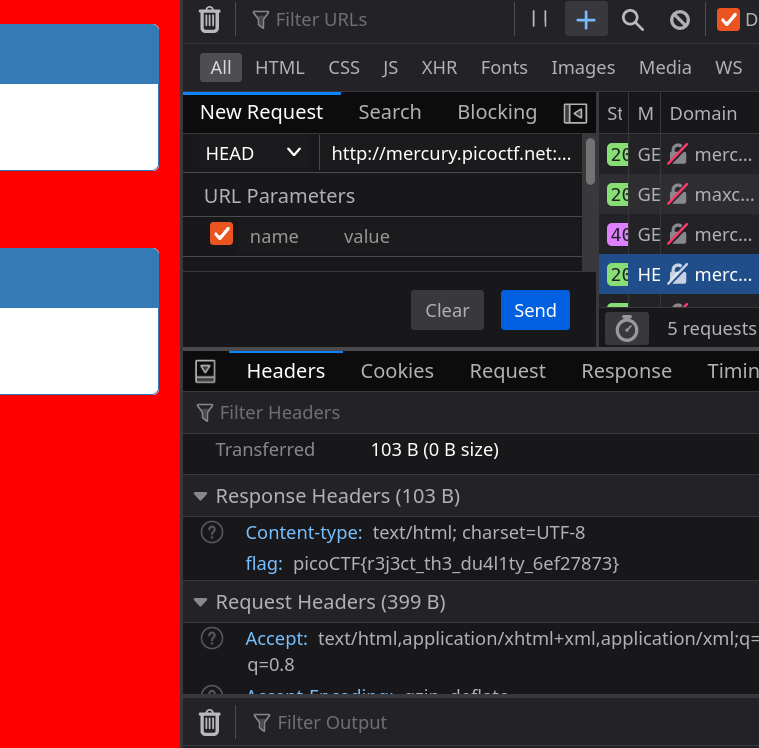 Filter URLs
D
All HTML CSS JS XHR Fonts Images Media WS
New Request Search Blocking
St M Domain
HEAD http://mercury.picoctf.net:...
20 GE merc...
URL Parameters
20 GE maxc...
name value
40 GE merc...
20 HE merc...
Clear Send
5 requests
Headers Cookies Request Response Timin
Filter Headers
Transferred 103 B (0 B size)
Response Headers (103 B)
? Content-type: text/html; charset=UTF-8
flag: picoCTF{r3j3ct_th3_du4l1ty_6ef27873}
Request Headers (399 B)
? Accept: text/html,application/xhtml+xml,application/xml;q=
q=0.8
Accept-Encoding: gzip, deflate
Filter Output